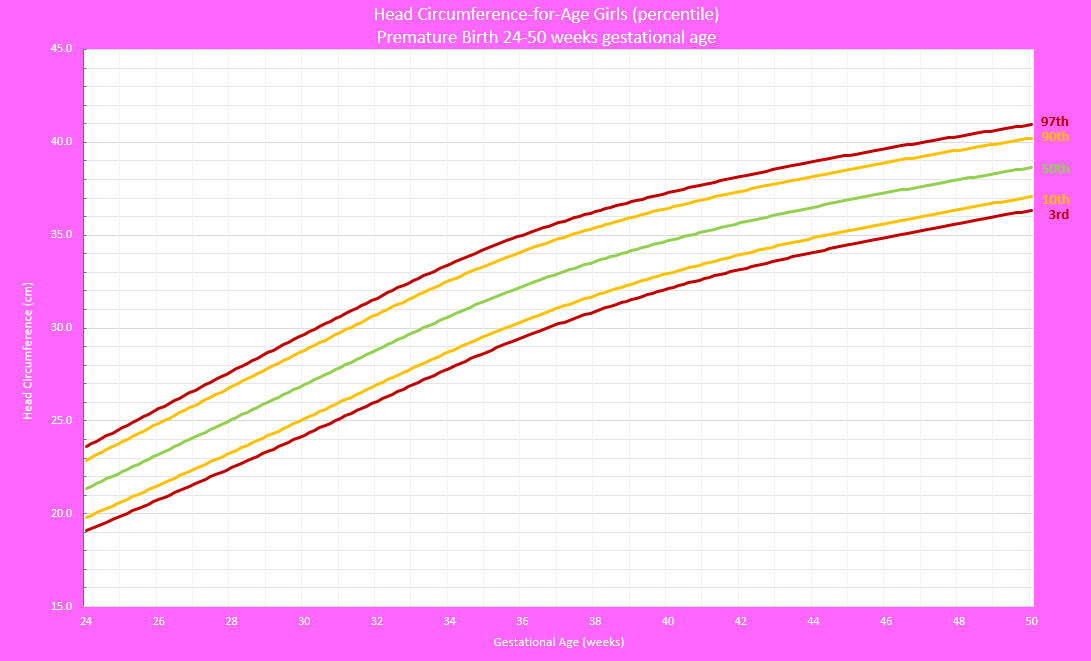 Head Circumference-for-Age Girls (percentile)
Premature Birth 24-50 weeks gestational age
45.0
40.0
35.0
30.0
25.0
20.0
15.0
Head Circumference (cm)
97th
90th
50th
10th
3rd
24 26 28 30 32 34 36 38 40 42 44 46 48 50
Gestational Age (weeks)